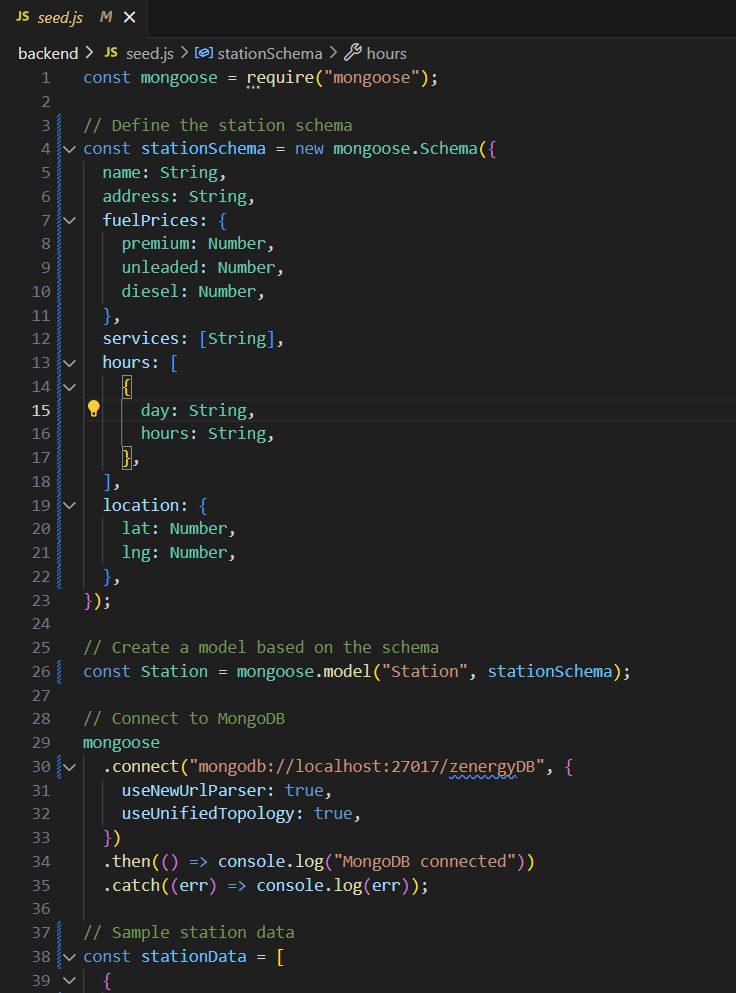 JS seed.js M ×
backend > JS seed.js > stationSchema > hours
1 const mongoose = require("mongoose");
2
3 // Define the station schema
4 const stationSchema = new mongoose.Schema({
5   name: String,
6   address: String,
7   fuelPrices: {
8     premium: Number,
9     unleaded: Number,
10     diesel: Number,
11   },
12   services: [String],
13   hours: [
14     {
15       day: String,
16       hours: String,
17     },
18   ],
19   location: {
20     lat: Number,
21     lng: Number,
22   },
23 });
24
25 // Create a model based on the schema
26 const Station = mongoose.model("Station", stationSchema);
27
28 // Connect to MongoDB
29 mongoose
30   .connect("mongodb://localhost:27017/zenergyDB", {
31     useNewUrlParser: true,
32     useUnifiedTopology: true,
33   })
34   .then(() => console.log("MongoDB connected"))
35   .catch((err) => console.log(err));
36
37 // Sample station data
38 const stationData = [
39   {